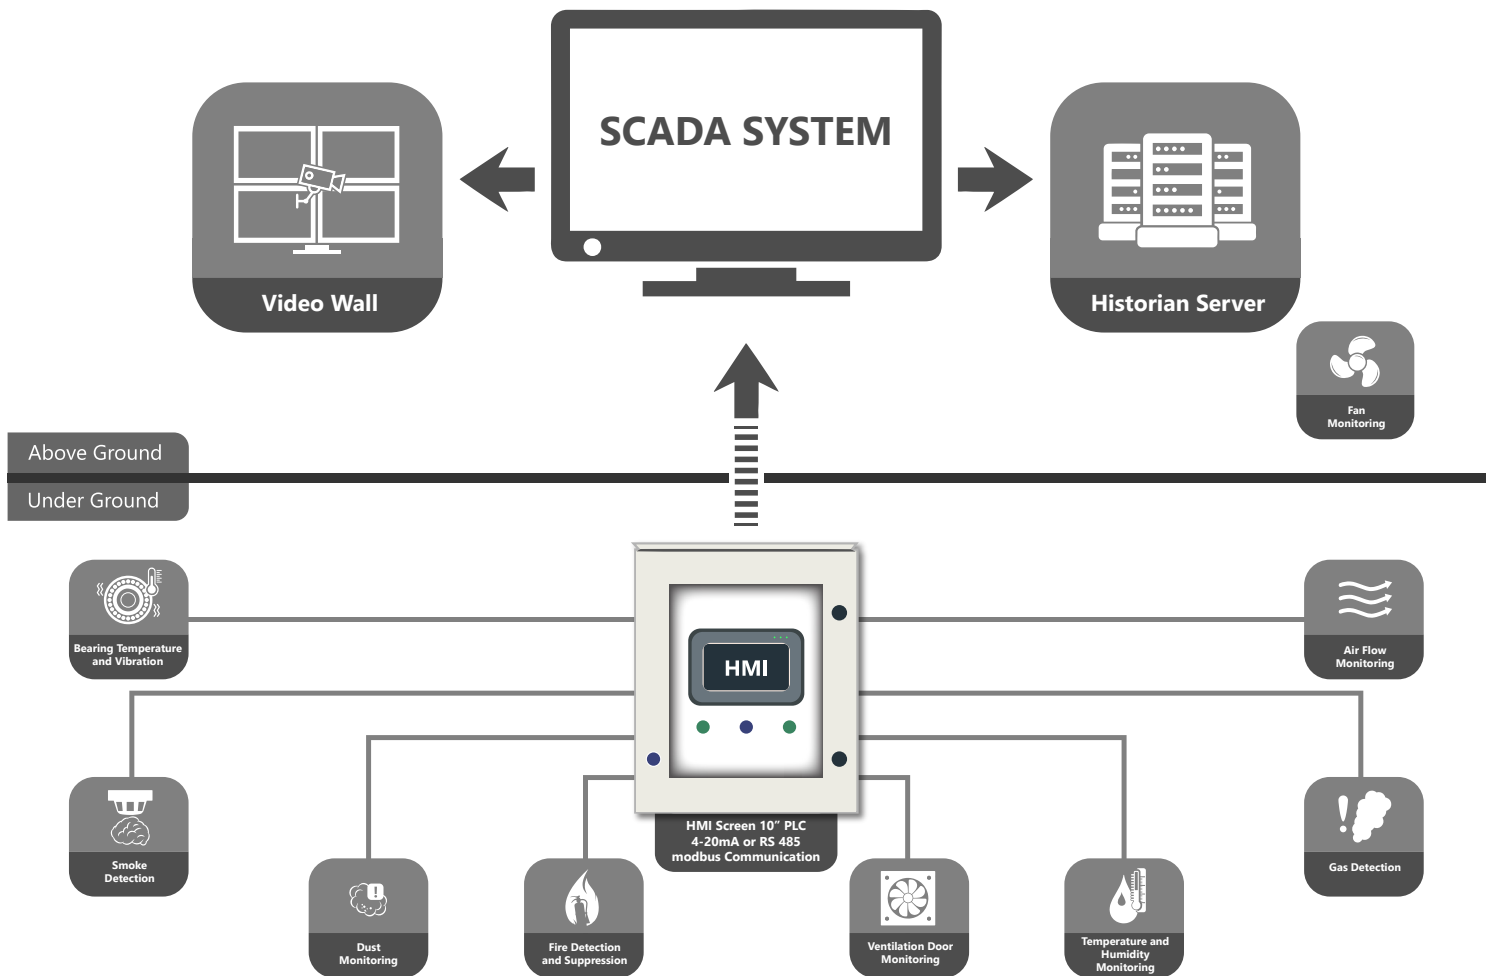 SCADA SYSTEM
Video Wall
Historian Server
Fan
Monitoring
Above Ground
Under Ground
Bearing Temperature
and Vibration
HMI
Air Flow
Monitoring
HMI Screen 10” PLC
4-20mA or RS 485
modbus Communication
Smoke
Detection
Gas Detection
Dust
Monitoring
Fire Detection
and Suppression
Ventilation Door
Monitoring
Temperature and
Humidity
Monitoring